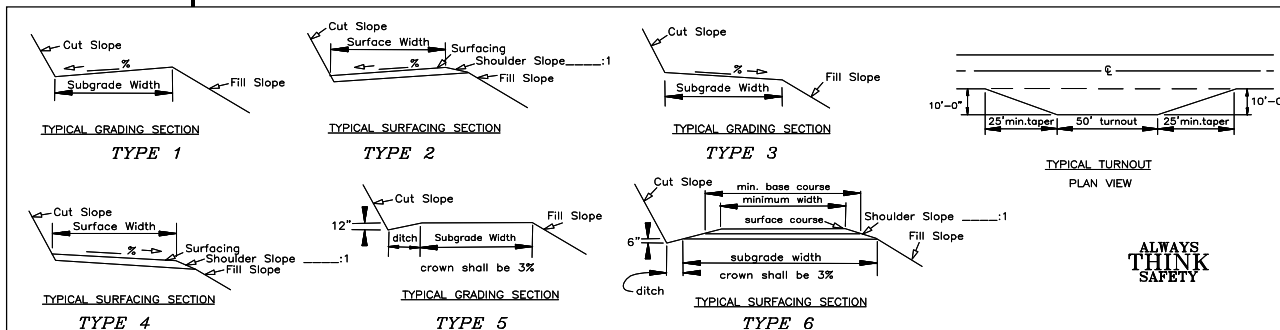 Cut Slope
%
Subgrade Width
Fill Slope
TYPICAL GRADING SECTION
TYPE 1
Cut Slope
Surface Width
Surfacing
Shoulder Slope____:1
%
Fill Slope
TYPICAL SURFACING SECTION
TYPE 2
Cut Slope
%
Subgrade Width
Fill Slope
TYPICAL GRADING SECTION
TYPE 3
℄
10'-0"
10'-0
25'min.taper
50' turnout
25'min.taper
TYPICAL TURNOUT
PLAN VIEW
Cut Slope
Surface Width
%
Surfacing
Shoulder Slope ____:1
Fill Slope
TYPICAL SURFACING SECTION
TYPE 4
Cut Slope
12"
ditch
Subgrade Width
Fill Slope
crown shall be 3%
TYPICAL GRADING SECTION
TYPE 5
Cut Slope
min. base course
minimum width
surface course
Shoulder Slope ____:1
Fill Slope
6"
subgrade width
crown shall be 3%
ditch
TYPICAL SURFACING SECTION
TYPE 6
ALWAYS
THINK
SAFETY